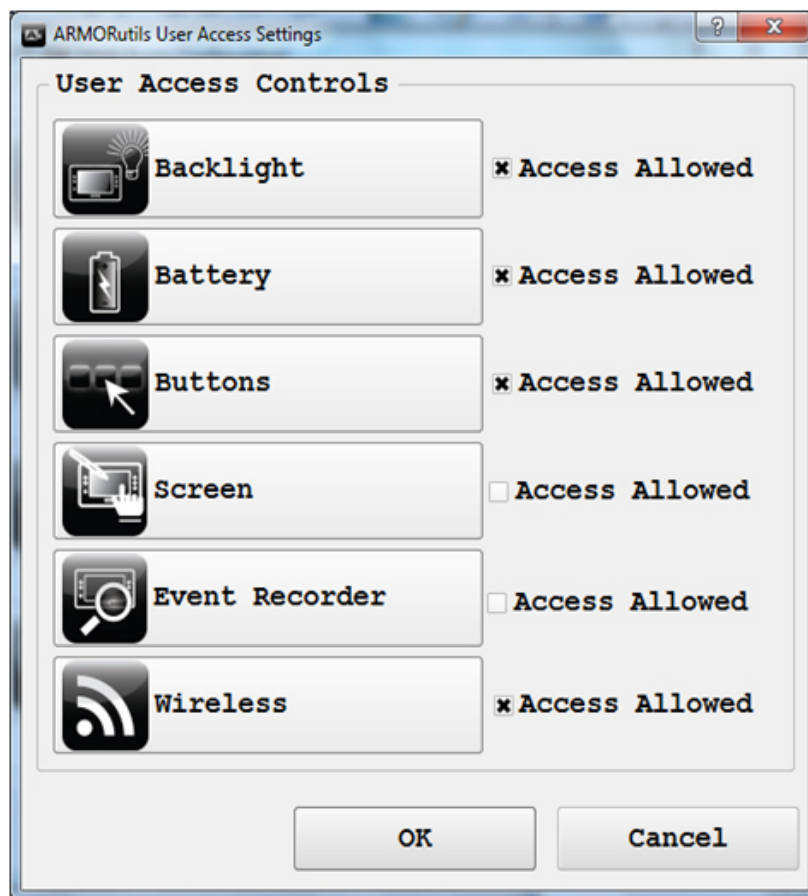 ARMORutils User Access Settings
User Access Controls
Backlight
Access Allowed
Battery
Access Allowed
Buttons
Access Allowed
Screen
Access Allowed
Event Recorder
Access Allowed
Wireless
Access Allowed
OK
Cancel